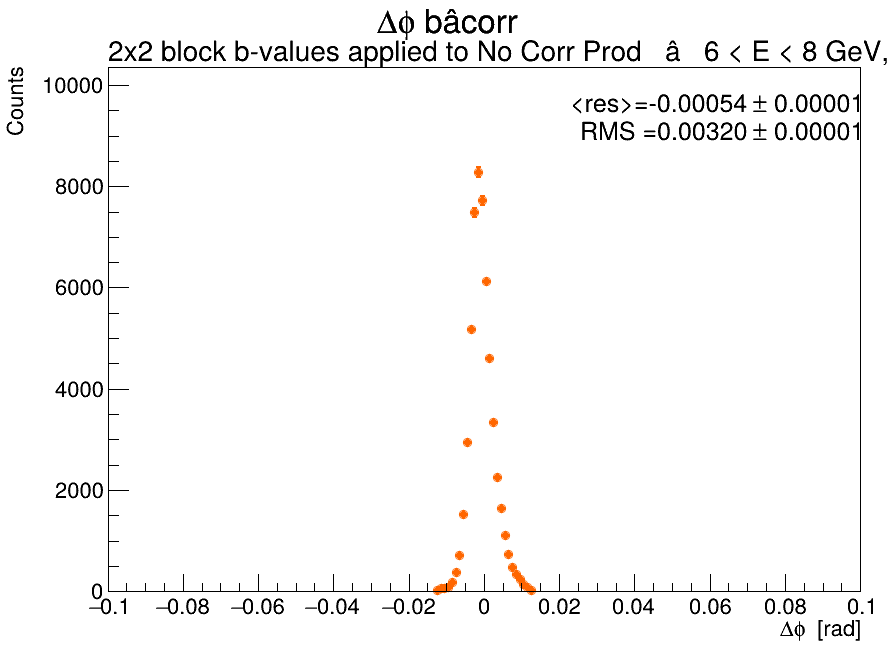 Δϕ bâcorr
2x2 block b-values applied to No Corr Prod â 6 < E < 8 GeV,
Counts
<res>=-0.00054 ± 0.00001
RMS =0.00320 ± 0.00001
10000
8000
6000
4000
2000
0
−0.1 −0.08 −0.06 −0.04 −0.02 0 0.02 0.04 0.06 0.08 0.1
Δϕ [rad]